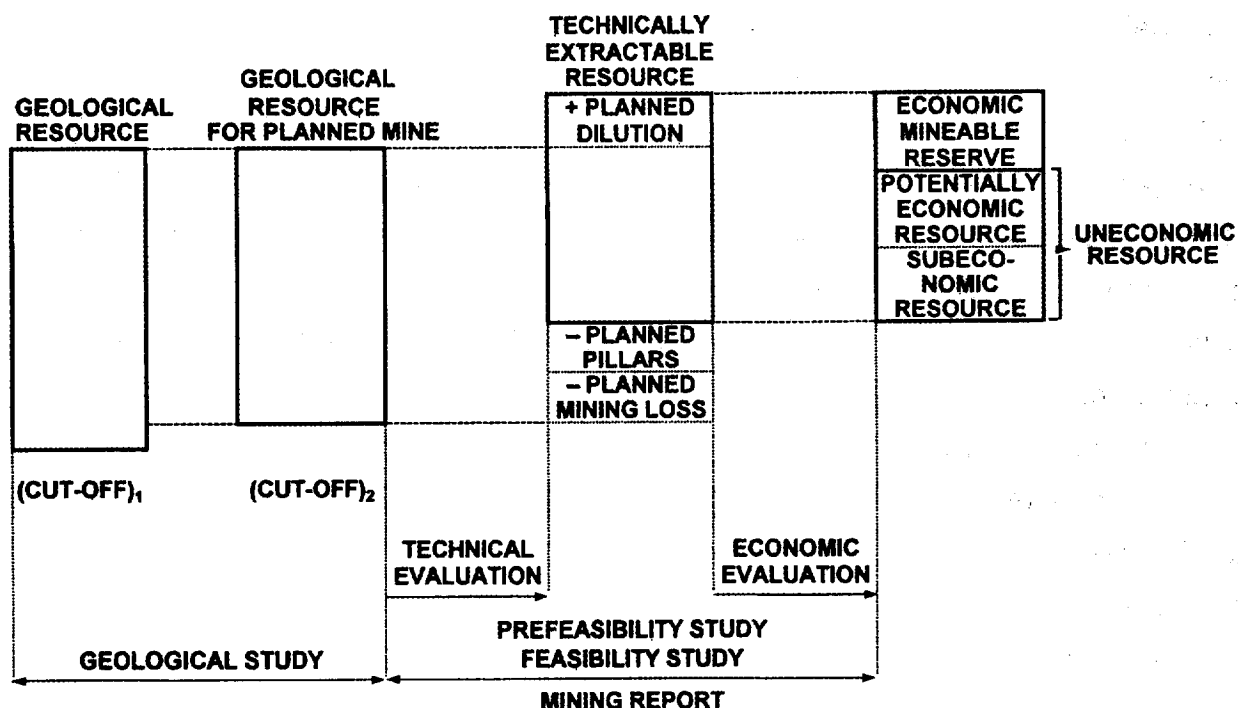 GEOLOGICAL
RESOURCE
GEOLOGICAL
RESOURCE
FOR PLANNED MINE
TECHNICALLY
EXTRACTABLE
RESOURCE
+ PLANNED
DILUTION
– PLANNED
PILLARS
– PLANNED
MINING LOSS
ECONOMIC
MINEABLE
RESERVE
POTENTIALLY
ECONOMIC
RESOURCE
SUBECO-
NOMIC
RESOURCE
UNECONOMIC
RESOURCE
(CUT-OFF)₁
(CUT-OFF)₂
TECHNICAL
EVALUATION
ECONOMIC
EVALUATION
GEOLOGICAL STUDY
PREFEASIBILITY STUDY
FEASIBILITY STUDY
MINING REPORT